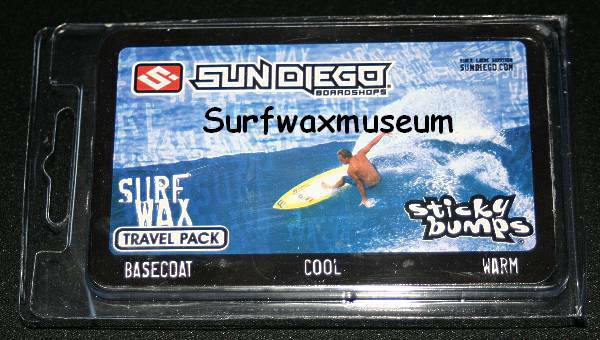 SUN DIEGO
BOARDSHOPS
SUNDIEGO.COM
Surfwaxmuseum
SURF
WAX
TRAVEL PACK
sticky
bumps
BASECOAT COOL WARM